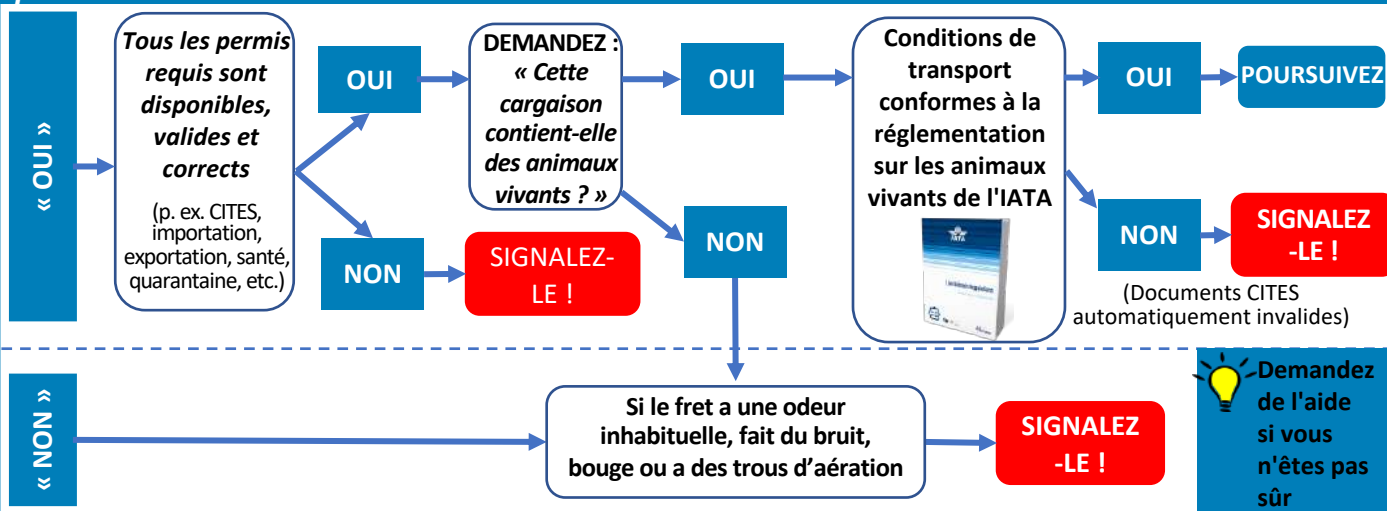 « OUI »
Tous les permis
requis sont
disponibles,
valides et
corrects
(p. ex. CITES,
importation,
exportation, santé,
quarantaine, etc.)
OUI
NON
SIGNALEZ-
LE !
DEMANDEZ :
« Cette
cargaison
contient-elle
des animaux
vivants ? »
OUI
NON
Conditions de
transport
conformes à la
réglementation
sur les animaux
vivants de l'IATA
IATA
OUI
POURSUIVEZ
NON
SIGNALEZ
-LE !
(Documents CITES
automatiquement invalides)
« NON »
Si le fret a une odeur
inhabituelle, fait du bruit,
bouge ou a des trous d’aération
SIGNALEZ
-LE !
Demandez
de l'aide
si vous
n'êtes pas
sûr